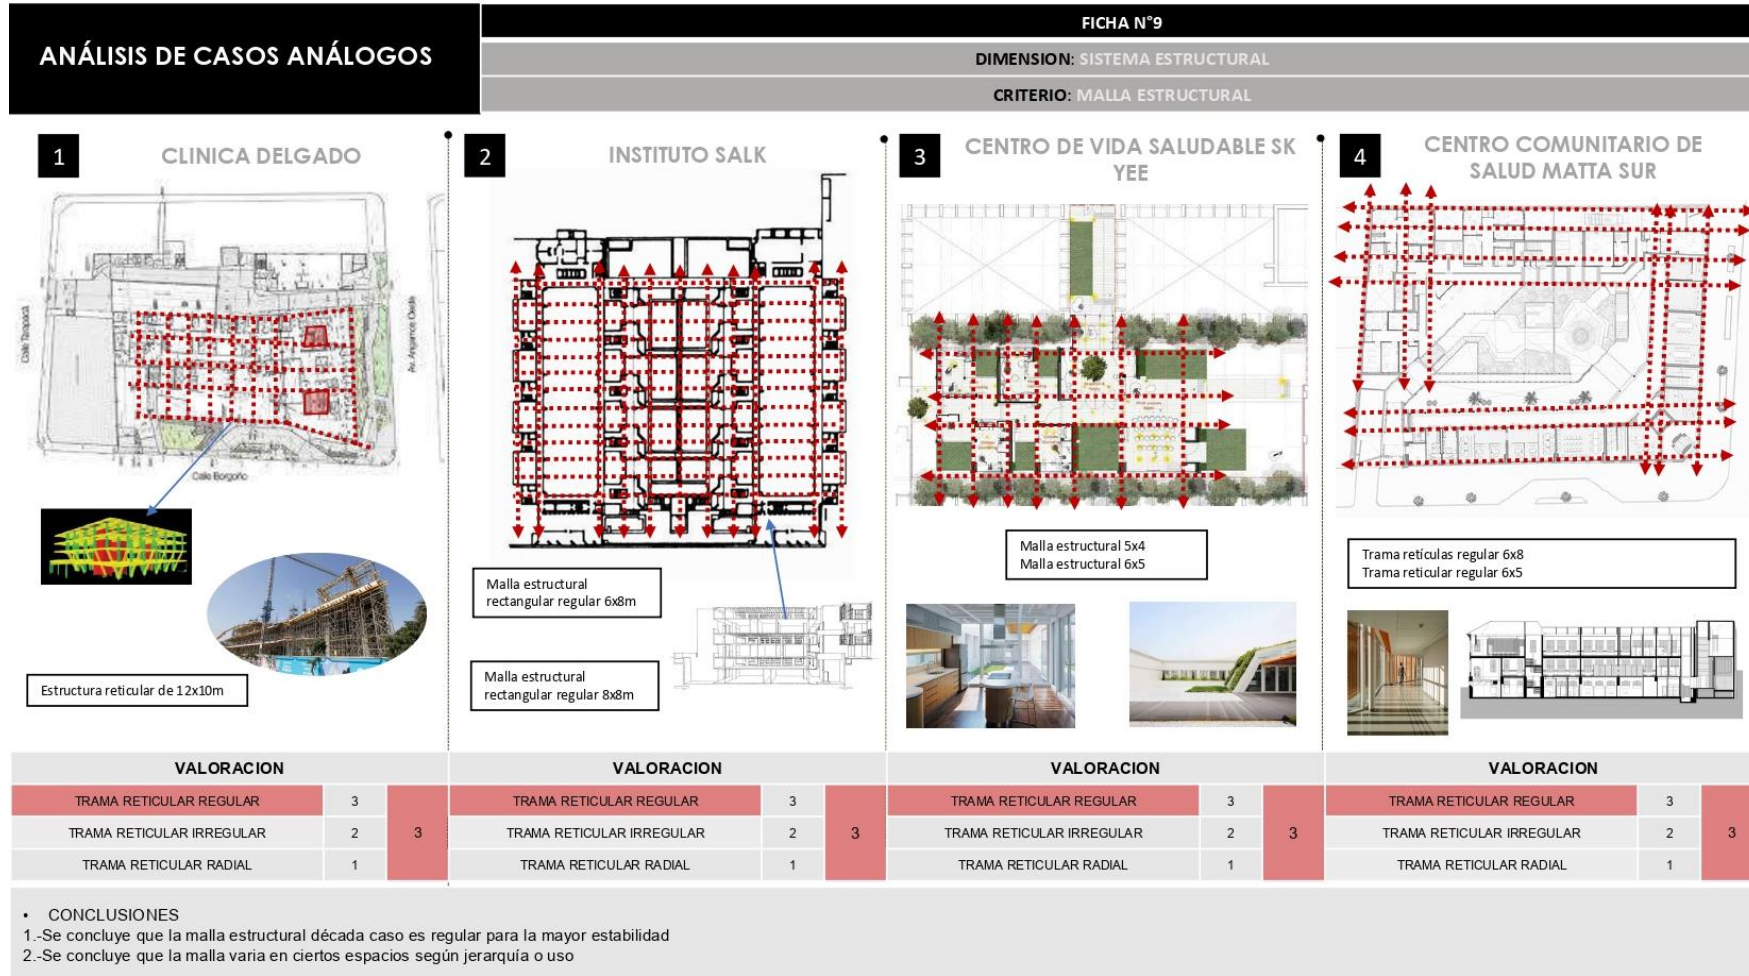 ANÁLISIS DE CASOS ANÁLOGOS
FICHA N°9
DIMENSION: SISTEMA ESTRUCTURAL
CRITERIO: MALLA ESTRUCTURAL
1
CLINICA DELGADO
Calle Tarapacá
Av. Angamos Oeste
Calle Borgoño
Estructura reticular de 12x10m
2
INSTITUTO SALK
Malla estructural
rectangular regular 6x8m
Malla estructural
rectangular regular 8x8m
3
CENTRO DE VIDA SALUDABLE SK
YEE
Malla estructural 5x4
Malla estructural 6x5
4
CENTRO COMUNITARIO DE
SALUD MATTA SUR
Trama retículas regular 6x8
Trama reticular regular 6x5
VALORACION
TRAMA RETICULAR REGULAR 3
TRAMA RETICULAR IRREGULAR 2 3
TRAMA RETICULAR RADIAL 1
VALORACION
TRAMA RETICULAR REGULAR 3
TRAMA RETICULAR IRREGULAR 2 3
TRAMA RETICULAR RADIAL 1
VALORACION
TRAMA RETICULAR REGULAR 3
TRAMA RETICULAR IRREGULAR 2 3
TRAMA RETICULAR RADIAL 1
VALORACION
TRAMA RETICULAR REGULAR 3
TRAMA RETICULAR IRREGULAR 2 3
TRAMA RETICULAR RADIAL 1
• CONCLUSIONES
1.-Se concluye que la malla estructural década caso es regular para la mayor estabilidad
2.-Se concluye que la malla varia en ciertos espacios según jerarquía o uso